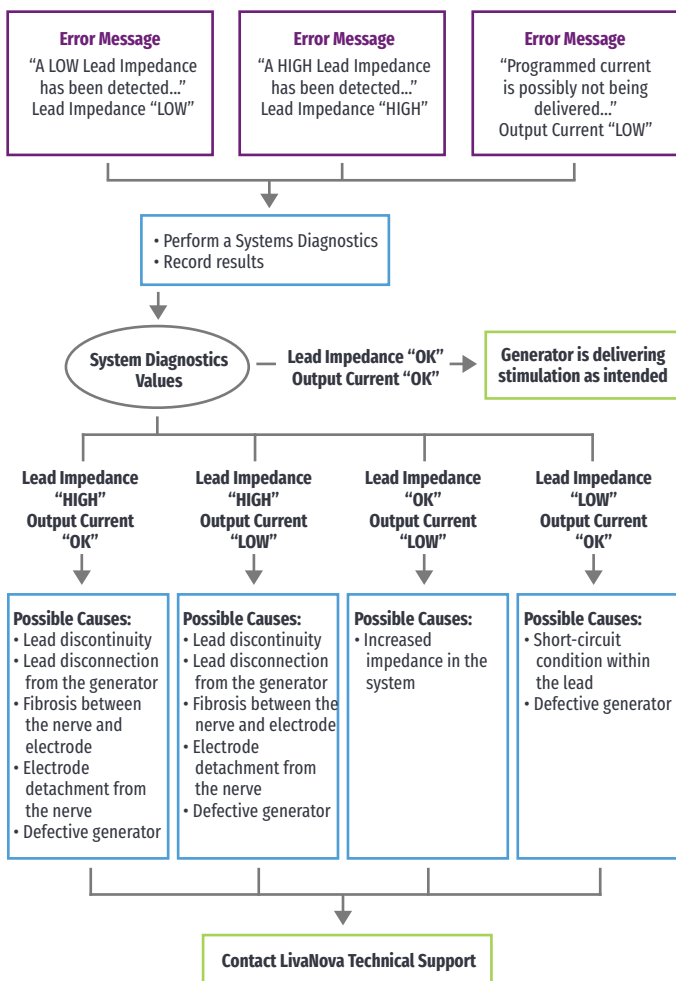 Error Message
“A LOW Lead Impedance
has been detected...”
Lead Impedance “LOW”
Error Message
“A HIGH Lead Impedance
has been detected...”
Lead Impedance “HIGH”
Error Message
“Programmed current
is possibly not being
delivered...”
Output Current “LOW”
• Perform a Systems Diagnostics
• Record results
System Diagnostics
Values
Lead Impedance “OK”
Output Current “OK”
Generator is delivering
stimulation as intended
Lead Impedance
“HIGH”
Output Current
“OK”
Lead Impedance
“HIGH”
Output Current
“LOW”
Lead Impedance
“OK”
Output Current
“LOW”
Lead Impedance
“LOW”
Output Current
“OK”
Possible Causes:
• Lead discontinuity
• Lead disconnection
from the generator
• Fibrosis between
the nerve and
electrode
• Electrode
detachment from
the nerve
• Defective generator
Possible Causes:
• Lead discontinuity
• Lead disconnection
from the generator
• Fibrosis between the
nerve and electrode
• Electrode
detachment from
the nerve
• Defective generator
Possible Causes:
• Increased
impedance in the
system
Possible Causes:
• Short-circuit
condition within
the lead
• Defective generator
Contact LivaNova Technical Support